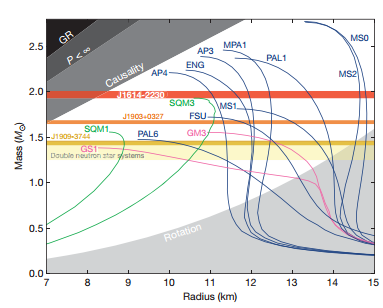 GR
P < ∞
Causality
MS0
MPA1
AP3
PAL1
ENG
AP4
MS2
J1614-2230
SQM3
MS1
J1903+0327
FSU
SQM1
GM3
PAL6
J1909-3744
GS1
Double neutron star systems
Rotation
Mass (M☉)
2.5
2.0
1.5
1.0
0.5
0.0
7 8 9 10 11 12 13 14 15
Radius (km)